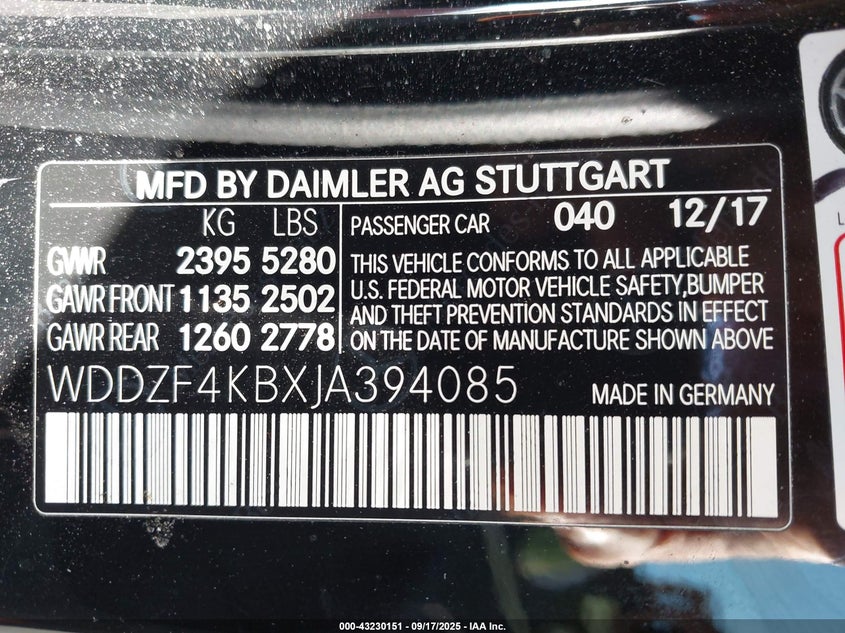 MFD BY DAIMLER AG STUTTGART
KG LBS
GVWR 2395 5280
GAWR FRONT 1135 2502
GAWR REAR 1260 2778
PASSENGER CAR 040 12/17
THIS VEHICLE CONFORMS TO ALL APPLICABLE
U.S. FEDERAL MOTOR VEHICLE SAFETY,BUMPER
AND THEFT PREVENTION STANDARDS IN EFFECT
ON THE DATE OF MANUFACTURE SHOWN ABOVE
WDDZF4KBXJA394085 MADE IN GERMANY
000-43230151 - 09/17/2025 - IAA Inc.